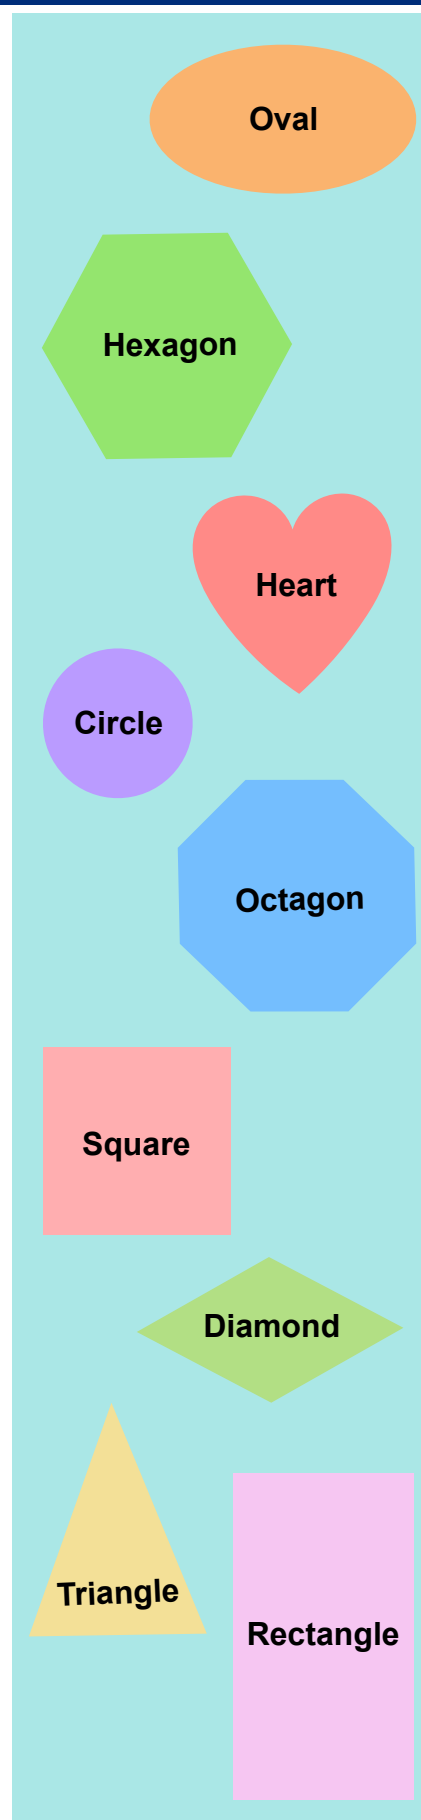 Oval
Hexagon
Heart
Circle
Octagon
Square
Diamond
Triangle
Rectangle